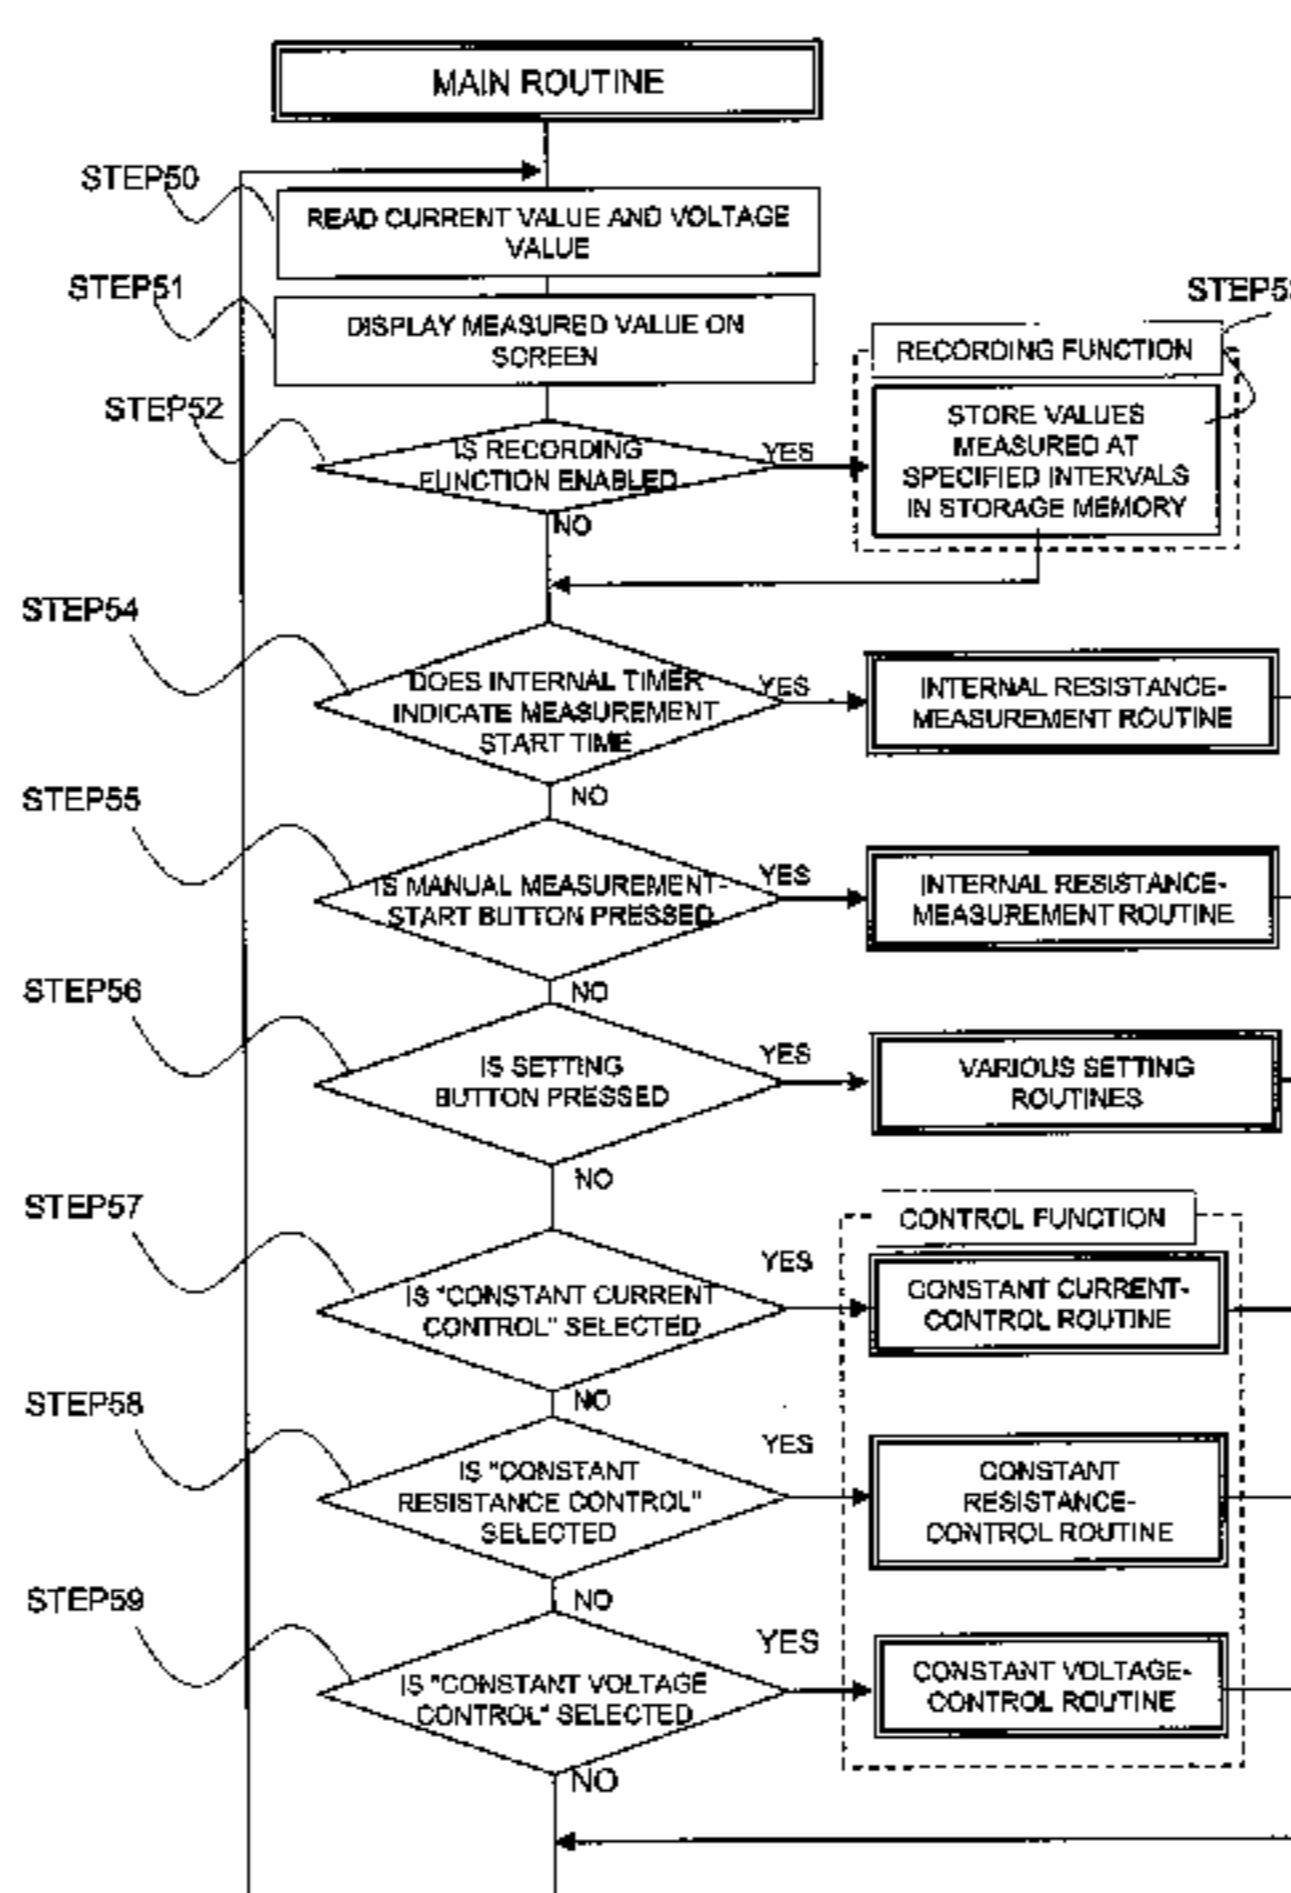 MAIN ROUTINE
STEP50
READ CURRENT VALUE AND VOLTAGE
VALUE
STEP51
DISPLAY MEASURED VALUE ON
SCREEN
RECORDING FUNCTION
STORE VALUES
MEASURED AT
SPECIFIED INTERVALS
IN STORAGE MEMORY
STEP52
IS RECORDING
FUNCTION ENABLED
YES
NO
STEP54
DOES INTERNAL TIMER
INDICATE MEASUREMENT
START TIME
YES
NO
INTERNAL RESISTANCE-
MEASUREMENT ROUTINE
STEP55
IS MANUAL MEASUREMENT-
START BUTTON PRESSED
YES
NO
INTERNAL RESISTANCE-
MEASUREMENT ROUTINE
STEP56
IS SETTING
BUTTON PRESSED
YES
NO
VARIOUS SETTING
ROUTINES
STEP57
CONTROL FUNCTION
IS "CONSTANT CURRENT
CONTROL" SELECTED
YES
NO
CONSTANT CURRENT-
CONTROL ROUTINE
STEP58
IS "CONSTANT
RESISTANCE CONTROL"
SELECTED
YES
NO
CONSTANT
RESISTANCE-
CONTROL ROUTINE
STEP59
IS "CONSTANT VOLTAGE
CONTROL" SELECTED
YES
NO
CONSTANT VOLTAGE-
CONTROL ROUTINE